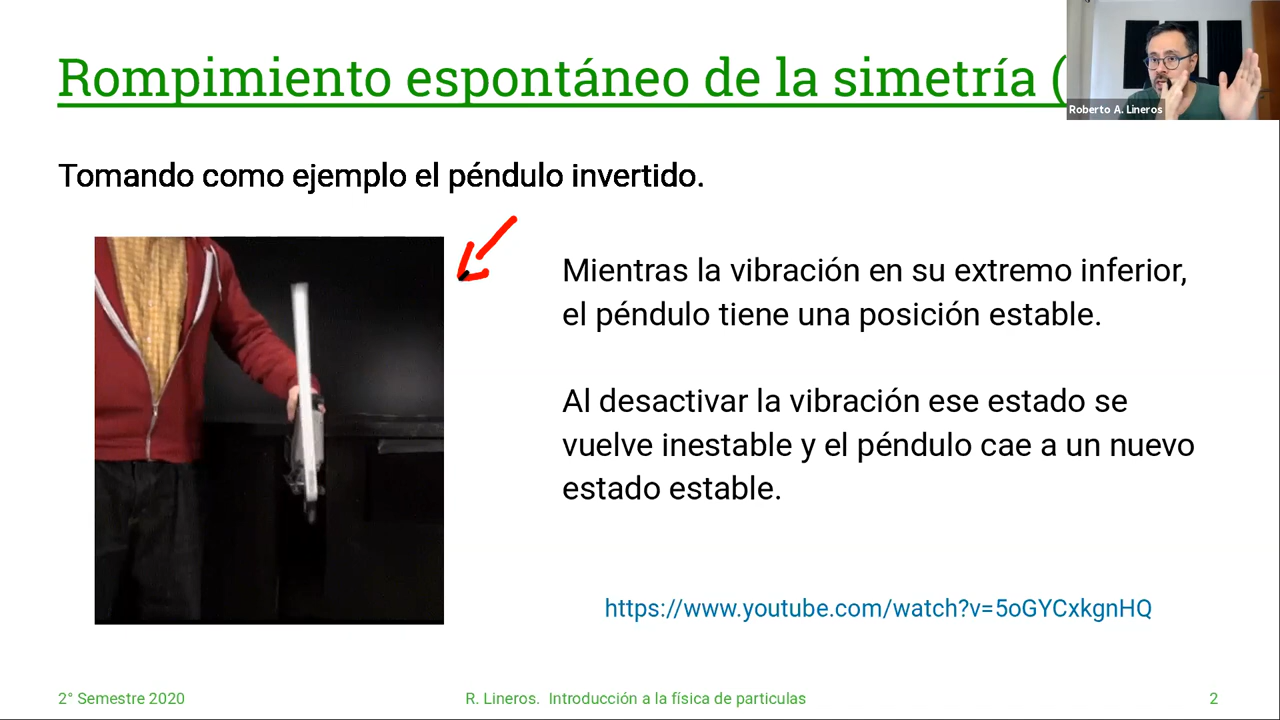 Rompimiento espontáneo de la simetría (
Roberto A. Lineros
Tomando como ejemplo el péndulo invertido.
Mientras la vibración en su extremo inferior,
el péndulo tiene una posición estable.
Al desactivar la vibración ese estado se
vuelve inestable y el péndulo cae a un nuevo
estado estable.
https://www.youtube.com/watch?v=5oGYCxkgnHQ
2° Semestre 2020
R. Lineros. Introducción a la física de particulas
2